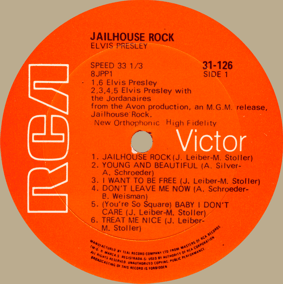 JAILHOUSE ROCK
ELVIS PRESLEY
SPEED 33 1/3
8JPP1
31-126
SIDE 1
- 1,6 Elvis Presley
2,3,4,5 Elvis Presley with
the Jordanaires
from the Avon production, an M.G.M. release,
Jailhouse Rock.
New Orthophonic High Fidelity
RCA
Victor
1. JAILHOUSE ROCK (J. Leiber-M. Stoller)
2. YOUNG AND BEAUTIFUL (A. Silver-
A, Schroeder)
3. I WANT TO BE FREE (J. Leiber-M. Stoller)
4. DON'T LEAVE ME NOW (A. Schroeder-
B, Weisman)
5. (You're So Square) BABY I DON'T
CARE (J. Leiber-M. Stoller)
6. TREAT ME NICE (J. Leiber-M.
Stoller)